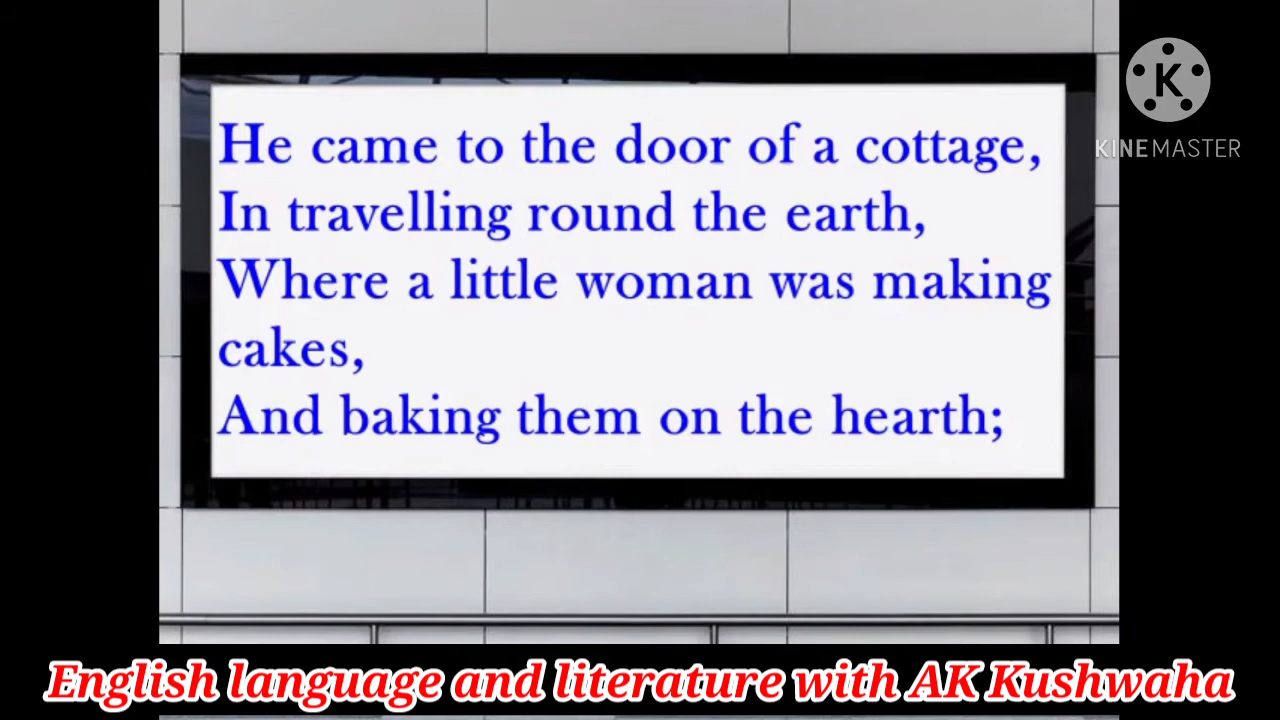 He came to the door of a cottage,
In travelling round the earth,
Where a little woman was making
cakes,
And baking them on the hearth;
K
KINEMASTER
English language and literature with AK Kushwaha